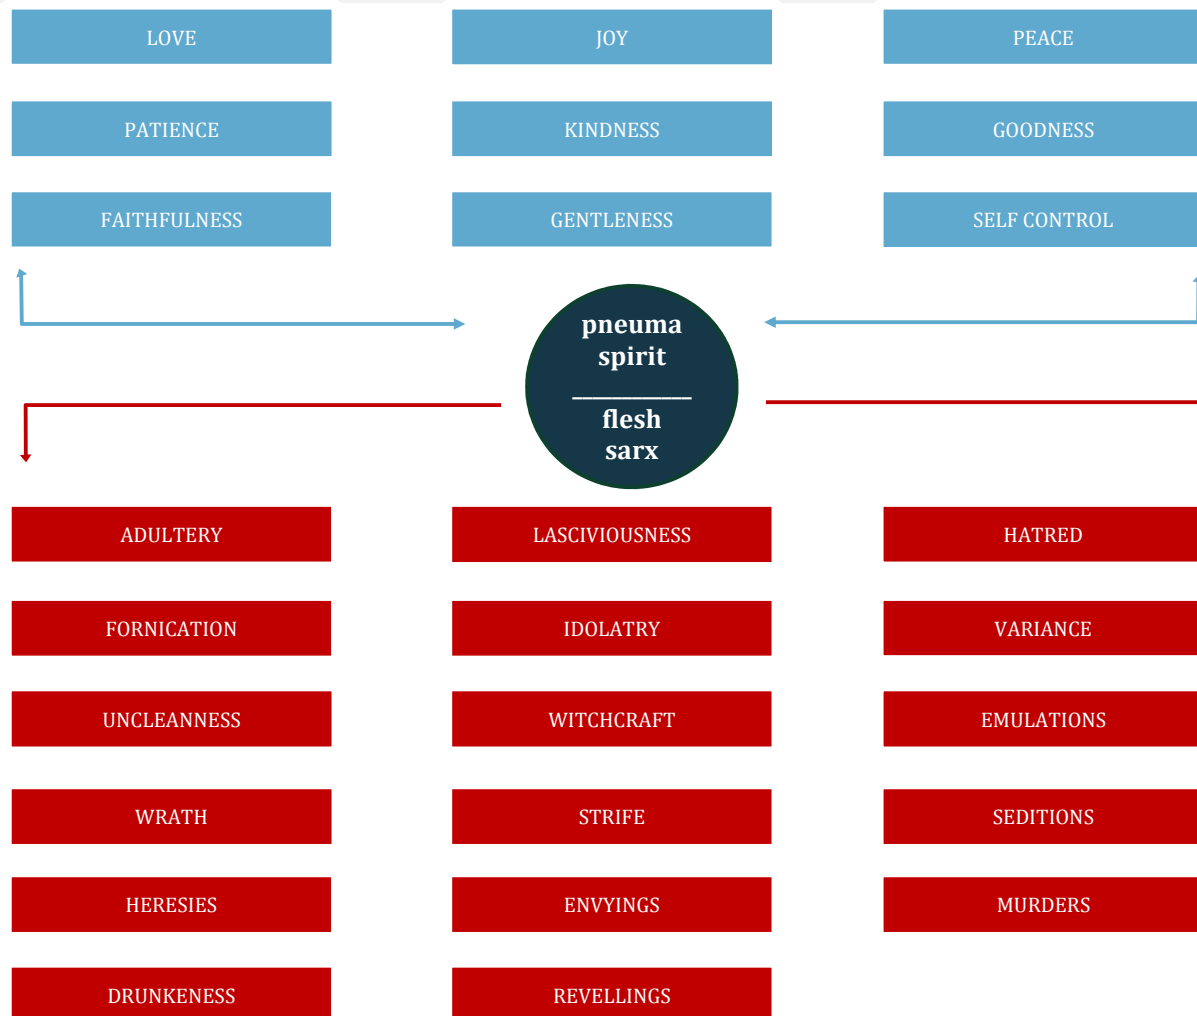 LOVE
JOY
PEACE
PATIENCE
KINDNESS
GOODNESS
FAITHFULNESS
GENTLENESS
SELF CONTROL
pneuma
spirit
____________
flesh
sarx
ADULTERY
LASCIVIOUSNESS
HATRED
FORNICATION
IDOLATRY
VARIANCE
UNCLEANNESS
WITCHCRAFT
EMULATIONS
WRATH
STRIFE
SEDITIONS
HERESIES
ENVYINGS
MURDERS
DRUNKENESS
REVELLINGS